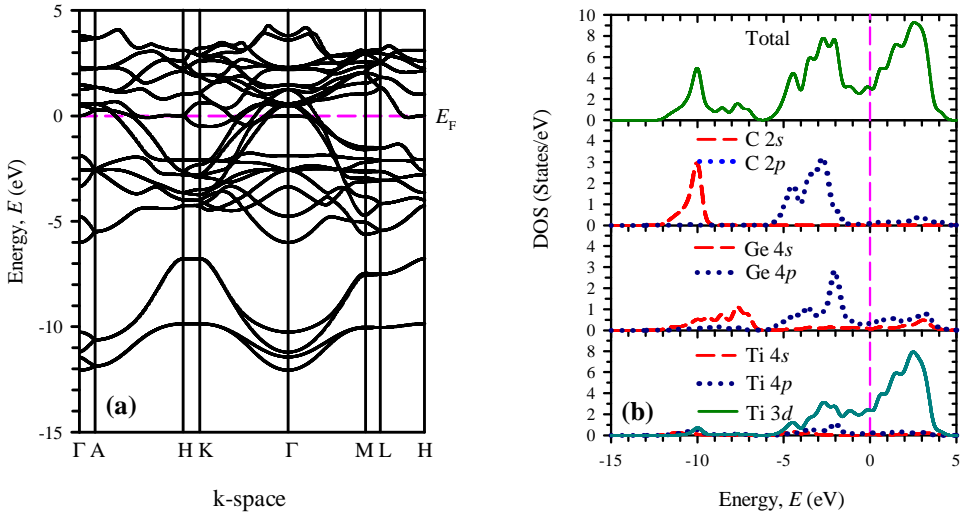 5
0
-5
-10
-15
Energy, E (eV)
E_F
(a)
Γ A H K Γ M L H
k-space
10
8
6
4
2
0
Total
4
3
2
1
0
C 2s
C 2p
4
3
2
1
0
Ge 4s
Ge 4p
8
6
4
2
0
Ti 4s
Ti 4p
Ti 3d
(b)
DOS (States/eV)
-15 -10 -5 0 5
Energy, E (eV)